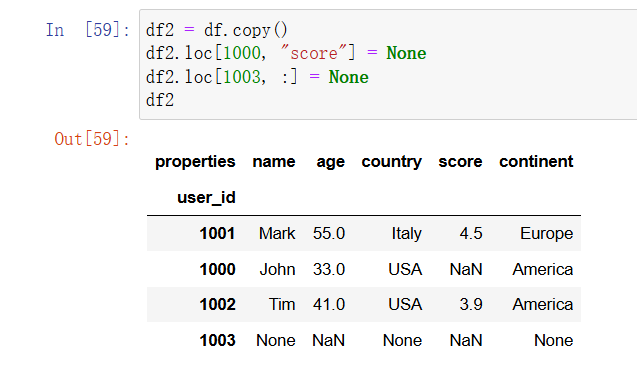 In [59]: df2 = df.copy()
df2.loc[1000, "score"] = None
df2.loc[1003, :] = None
df2
Out[59]:
properties name age country score continent
user_id
1001 Mark 55.0 Italy 4.5 Europe
1000 John 33.0 USA NaN America
1002 Tim 41.0 USA 3.9 America
1003 None NaN None NaN None